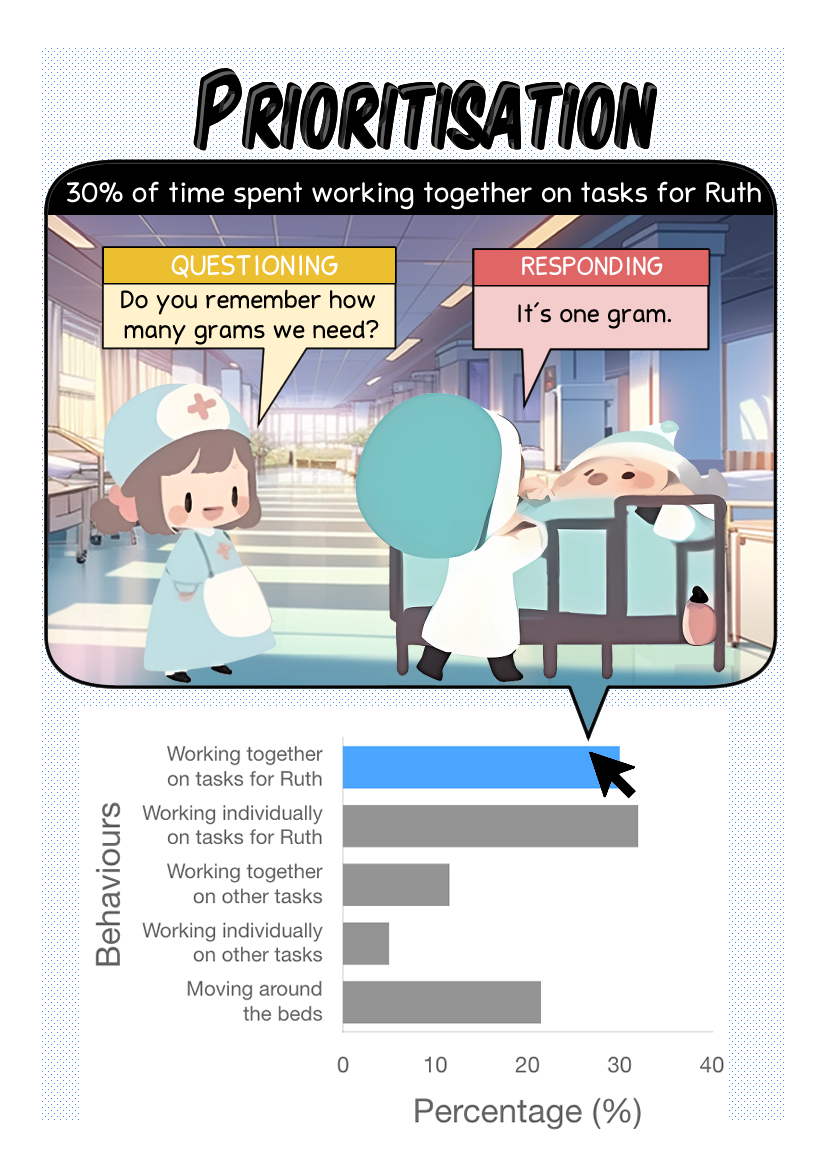 PRIORITISATION
30% of time spent working together on tasks for Ruth
QUESTIONING
Do you remember how
many grams we need?
RESPONDING
It's one gram.
Behaviours
Working together
on tasks for Ruth
Working individually
on tasks for Ruth
Working together
on other tasks
Working individually
on other tasks
Moving around
the beds
0 10 20 30 40
Percentage (%)